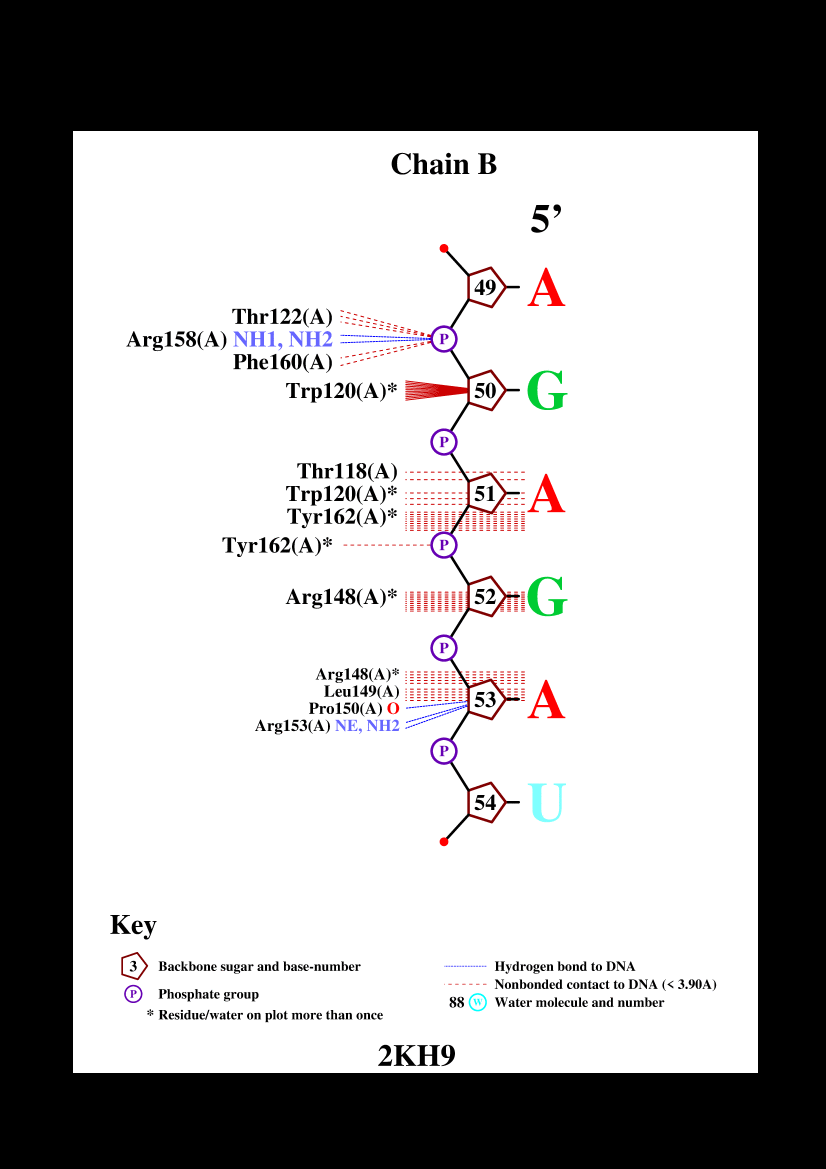 Chain B
5’
49 A
Thr122(A)
Arg158(A) NH1, NH2 P
Phe160(A)
Trp120(A)* 50 G
P
Thr118(A)
Trp120(A)* 51 A
Tyr162(A)*
Tyr162(A)* P
Arg148(A)* 52 G
P
Arg148(A)*
Leu149(A) 53 A
Pro150(A) O
Arg153(A) NE, NH2
P
54 U
Key
3 Backbone sugar and base-number
P Phosphate group
* Residue/water on plot more than once
Hydrogen bond to DNA
Nonbonded contact to DNA (< 3.90A)
88 W Water molecule and number
2KH9